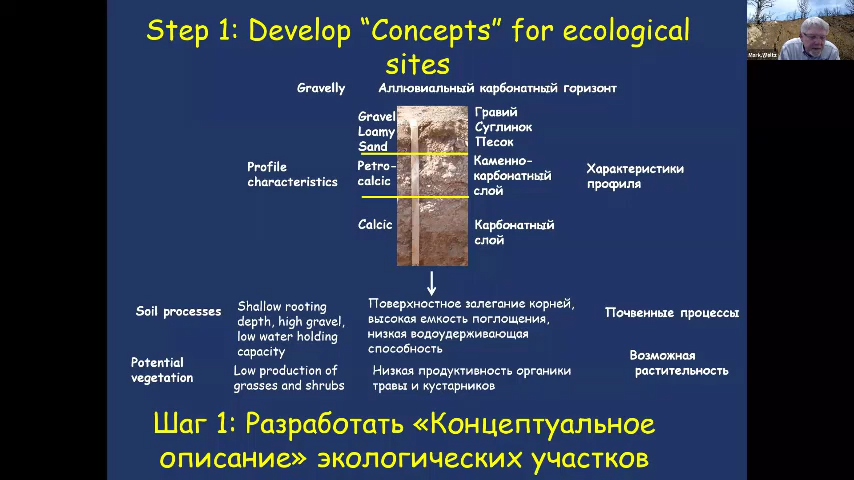 Step 1: Develop “Concepts” for ecological
sites
Mark.Weltz
Gravelly
Аллювиальный карбонатный горизонт
Gravel
Loamy
Sand
Гравий
Суглинок
Песок
Profile
characteristics
Petro-
calcic
Каменно-
карбонатный
слой
Характеристики
профиля
Calcic
Карбонатный
слой
Soil processes
Shallow rooting
depth, high gravel,
low water holding
capacity
Поверхностное залегание корней,
высокая емкость поглощения,
низкая водоудерживающая
способность
Почвенные процессы
Potential
vegetation
Low production of
grasses and shrubs
Низкая продуктивность органики
травы и кустарников
Возможная
растительность
Шаг 1: Разработать «Концептуальное
описание» экологических участков